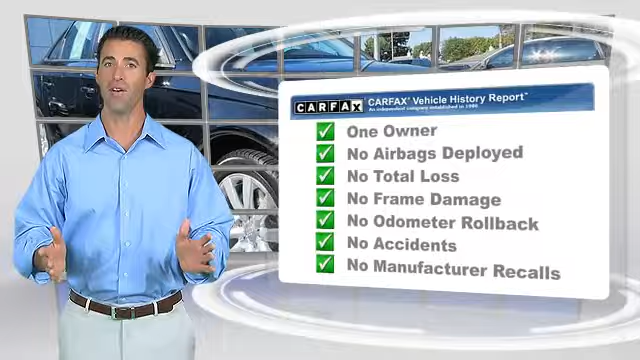 CARFAX CARFAX® Vehicle History Report™
An independent company established in 1986
One Owner
No Airbags Deployed
No Total Loss
No Frame Damage
No Odometer Rollback
No Accidents
No Manufacturer Recalls